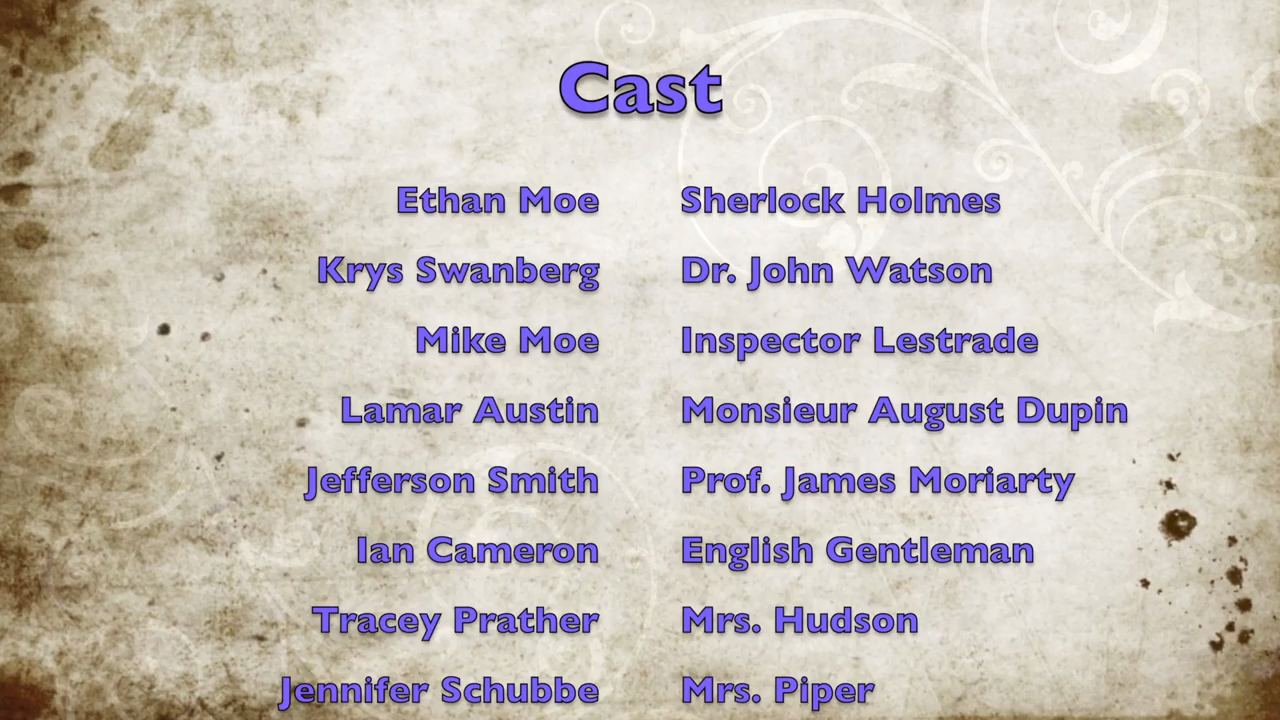 Cast
Ethan Moe Sherlock Holmes
Krys Swanberg Dr. John Watson
Mike Moe Inspector Lestrade
Lamar Austin Monsieur August Dupin
Jefferson Smith Prof. James Moriarty
Ian Cameron English Gentleman
Tracey Prather Mrs. Hudson
Jennifer Schubbe Mrs. Piper